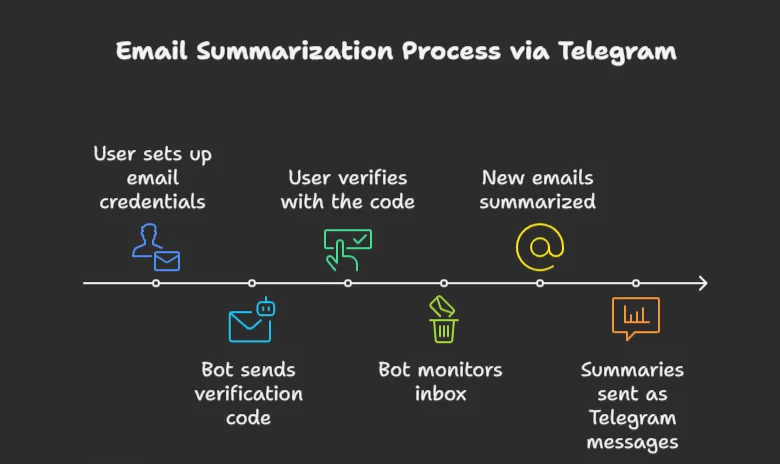 Email Summarization Process via Telegram
User sets up
email
credentials
User verifies
with the code
New emails
summarized
Bot sends
verification
code
Bot monitors
inbox
Summaries
sent as
Telegram
messages